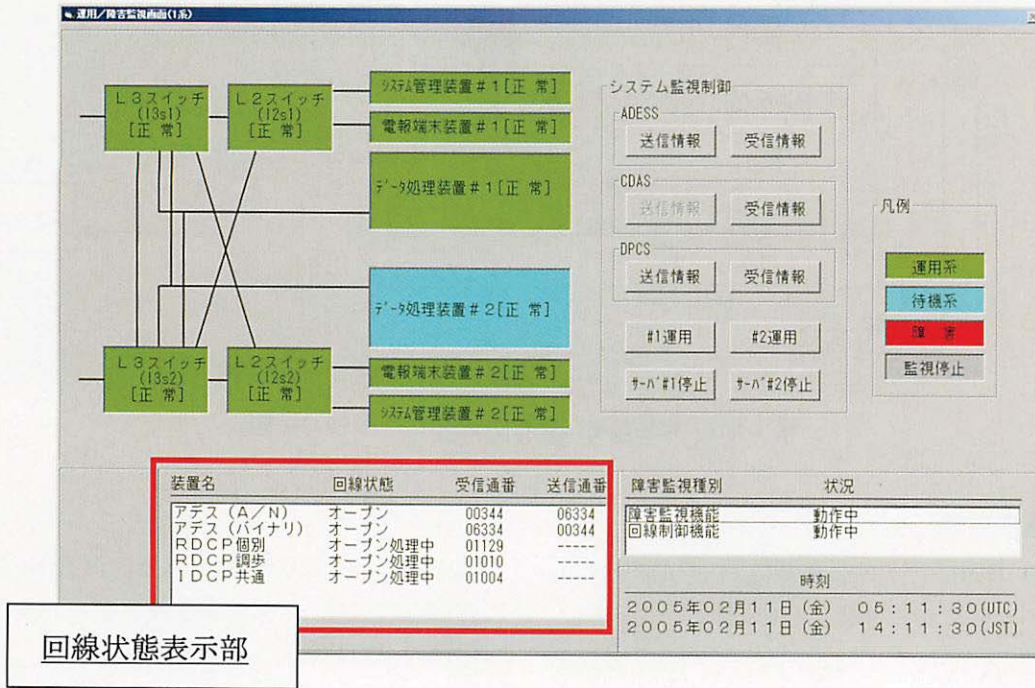 運用/障害監視画面(1系)
L3スイッチ
(l3s1)
[正 常]
L2スイッチ
(l2s1)
[正 常]
システム管理装置#1[正 常]
電報端末装置#1[正 常]
データ処理装置#1[正 常]
データ処理装置#2[正 常]
L3スイッチ
(l3s2)
[正 常]
L2スイッチ
(l2s2)
[正 常]
電報端末装置#2[正 常]
システム管理装置#2[正 常]
システム監視制御
ADESS
送信情報 受信情報
CDAS
送信情報 受信情報
DPCS
送信情報 受信情報
#1運用 #2運用
サーバ#1停止 サーバ#2停止
凡例
運用系
待機系
障 害
監視停止
装置名 回線状態 受信通番 送信通番
アデス(A/N) オープン 00344 06334
アデス(バイナリ) オープン 06334 00344
RDCP個別 オープン処理中 01129 -----
RDCP調歩 オープン処理中 01010 -----
IDCP共通 オープン処理中 01004 -----
障害監視種別 状況
障害監視機能 動作中
回線制御機能 動作中
時刻
2005年02月11日(金) 05:11:30(UTC)
2005年02月11日(金) 14:11:30(JST)
回線状態表示部